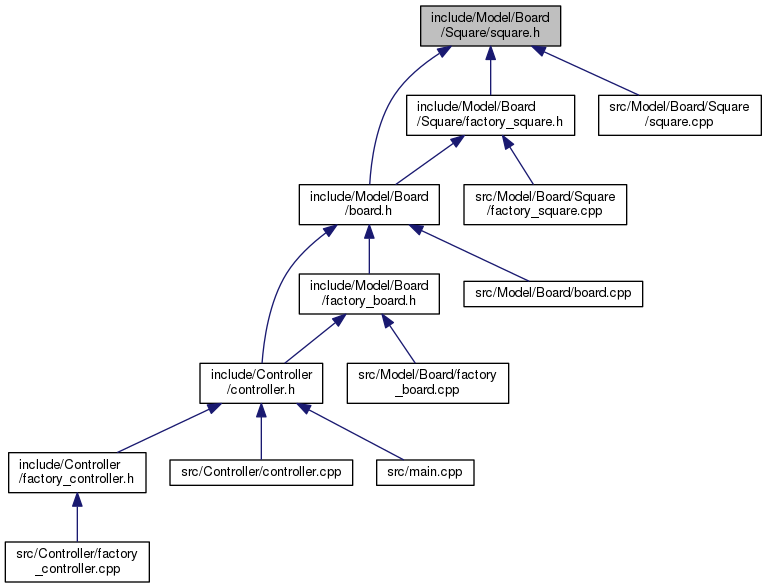 include/Model/Board
/Square/square.h
include/Model/Board
/Square/factory_square.h
src/Model/Board/Square
/square.cpp
include/Model/Board
/board.h
src/Model/Board/Square
/factory_square.cpp
include/Model/Board
/factory_board.h
src/Model/Board/board.cpp
include/Controller
/controller.h
src/Model/Board/factory
_board.cpp
include/Controller
/factory_controller.h
src/Controller/controller.cpp
src/main.cpp
src/Controller/factory
_controller.cpp